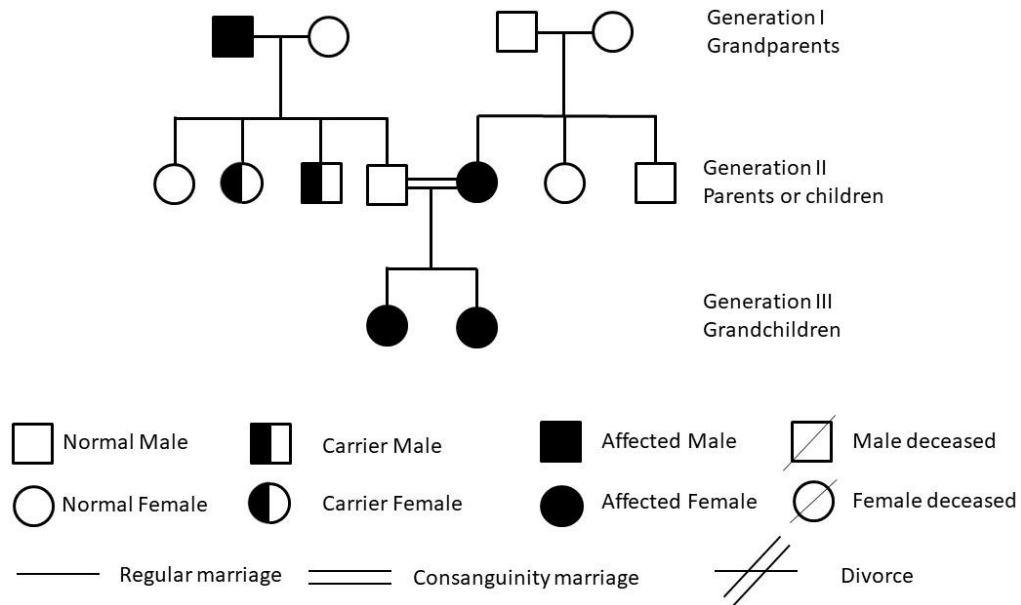 Generation I
Grandparents
Generation II
Parents or children
Generation III
Grandchildren
Normal Male
Carrier Male
Affected Male
Male deceased
Normal Female
Carrier Female
Affected Female
Female deceased
Regular marriage
Consanguinity marriage
Divorce